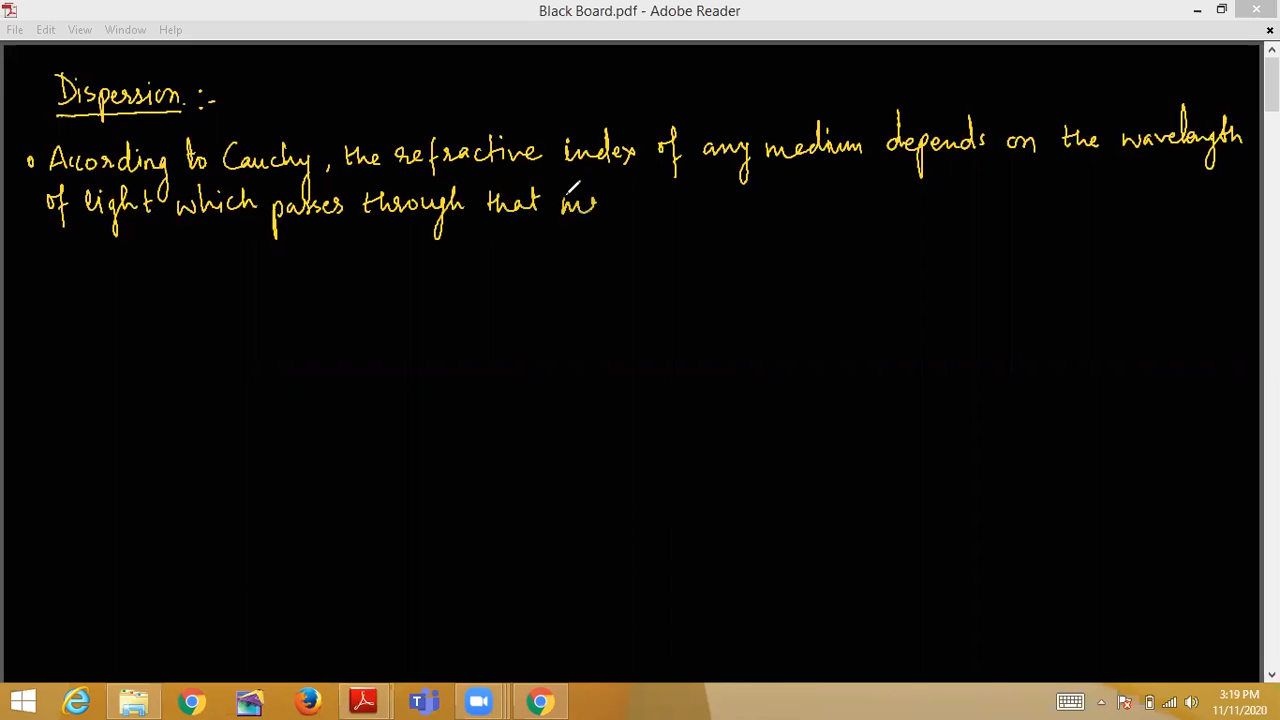 Black Board.pdf - Adobe Reader
File Edit View Window Help
Dispersion :-
• According to Cauchy, the refractive index of any medium depends on the wavelength
of light which passes through that me
3:19 PM
11/11/2020